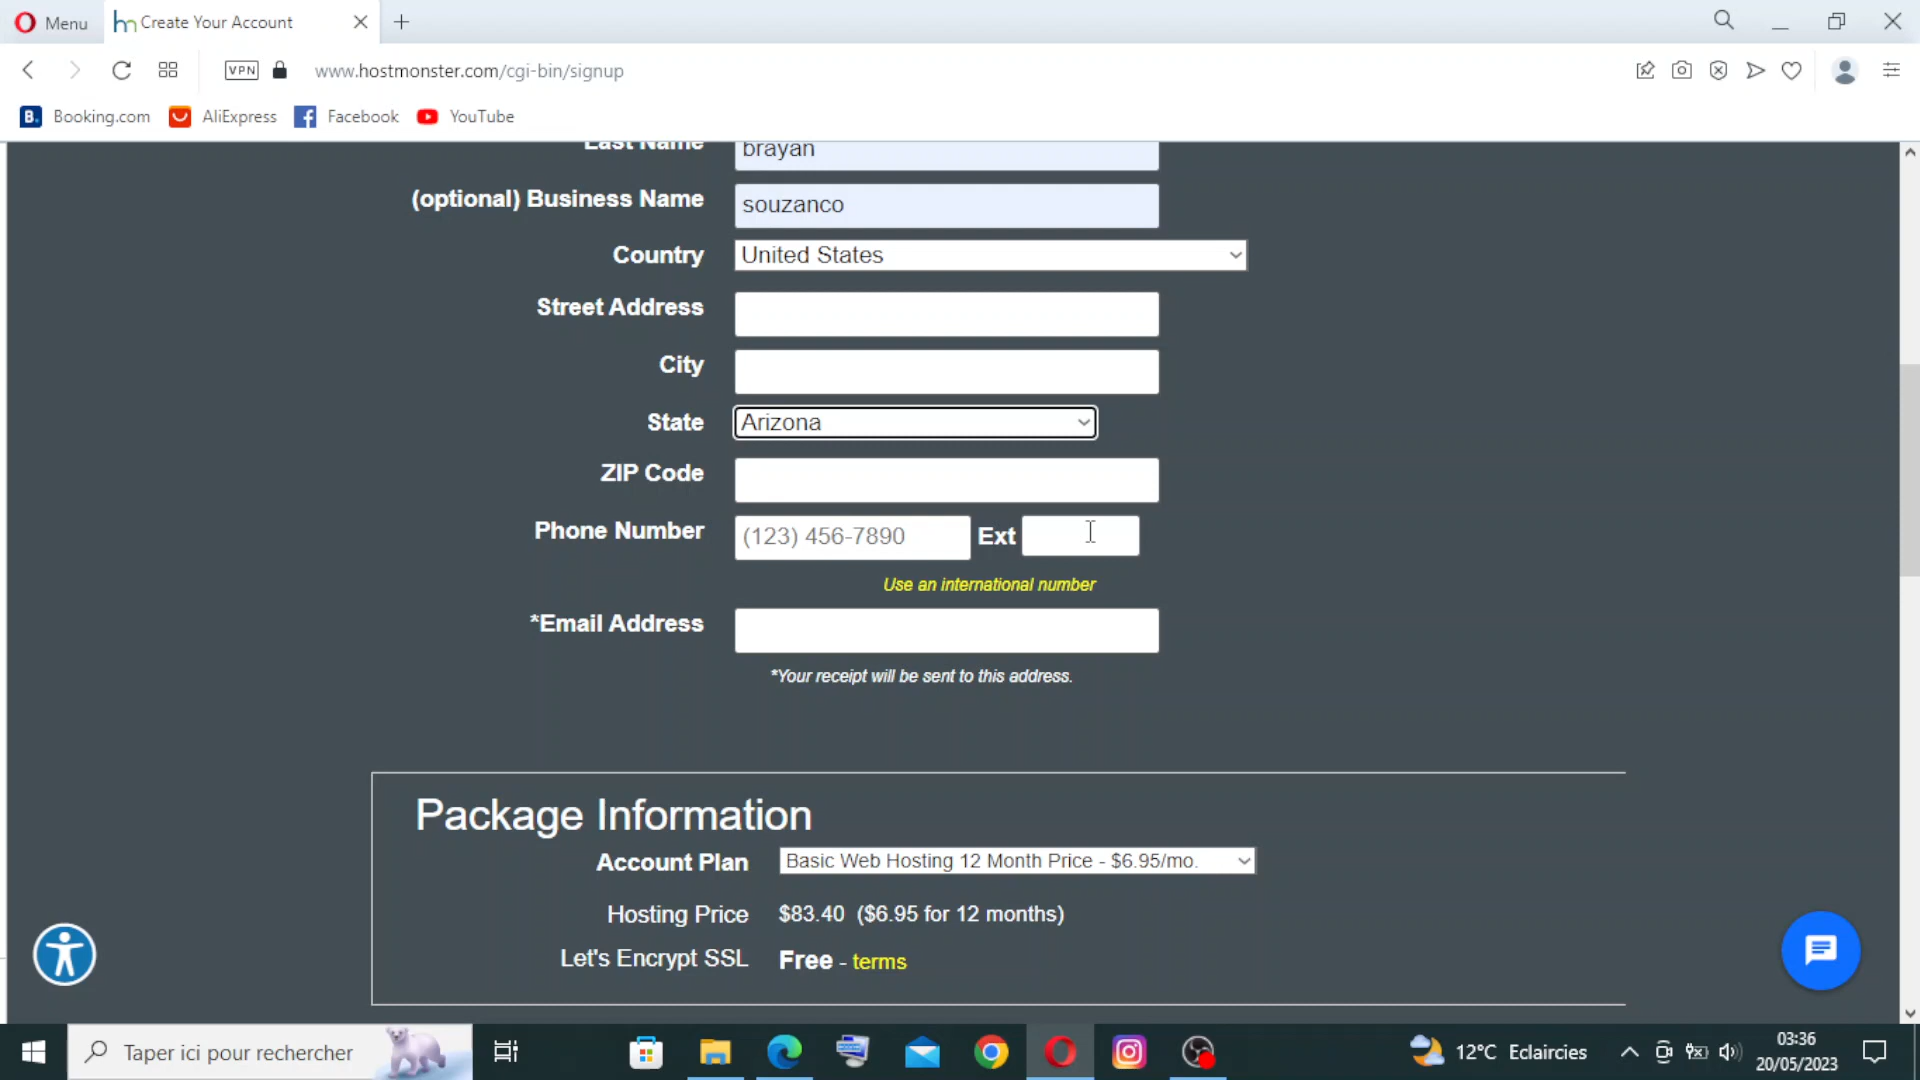 Menu
Create Your Account
VPN
www.hostmonster.com/cgi-bin/signup
B. Booking.com AliExpress Facebook YouTube
Last Name brayan
(optional) Business Name souzanco
Country United States
Street Address
City
State Arizona
ZIP Code
Phone Number (123) 456-7890 Ext
Use an international number
*Email Address
*Your receipt will be sent to this address.
Package Information
Account Plan Basic Web Hosting 12 Month Price - $6.95/mo.
Hosting Price $83.40 ($6.95 for 12 months)
Let's Encrypt SSL Free - terms
Taper ici pour rechercher
12°C Eclaircies
03:36
20/05/2023